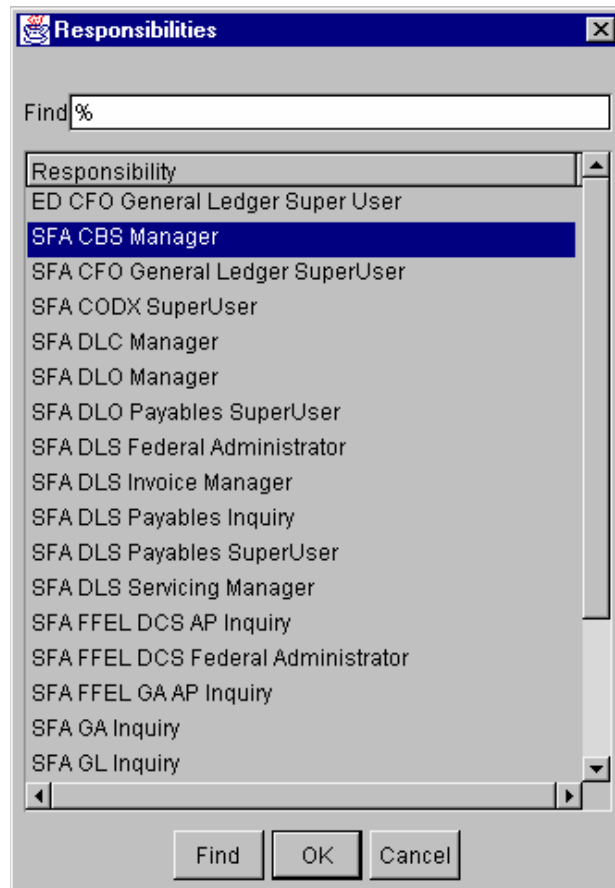 Responsibilities
Find %
Responsibility
ED CFO General Ledger Super User
SFA CBS Manager
SFA CFO General Ledger SuperUser
SFA CODX SuperUser
SFA DLC Manager
SFA DLO Manager
SFA DLO Payables SuperUser
SFA DLS Federal Administrator
SFA DLS Invoice Manager
SFA DLS Payables Inquiry
SFA DLS Payables SuperUser
SFA DLS Servicing Manager
SFA FFEL DCS AP Inquiry
SFA FFEL DCS Federal Administrator
SFA FFEL GA AP Inquiry
SFA GA Inquiry
SFA GL Inquiry
Find OK Cancel